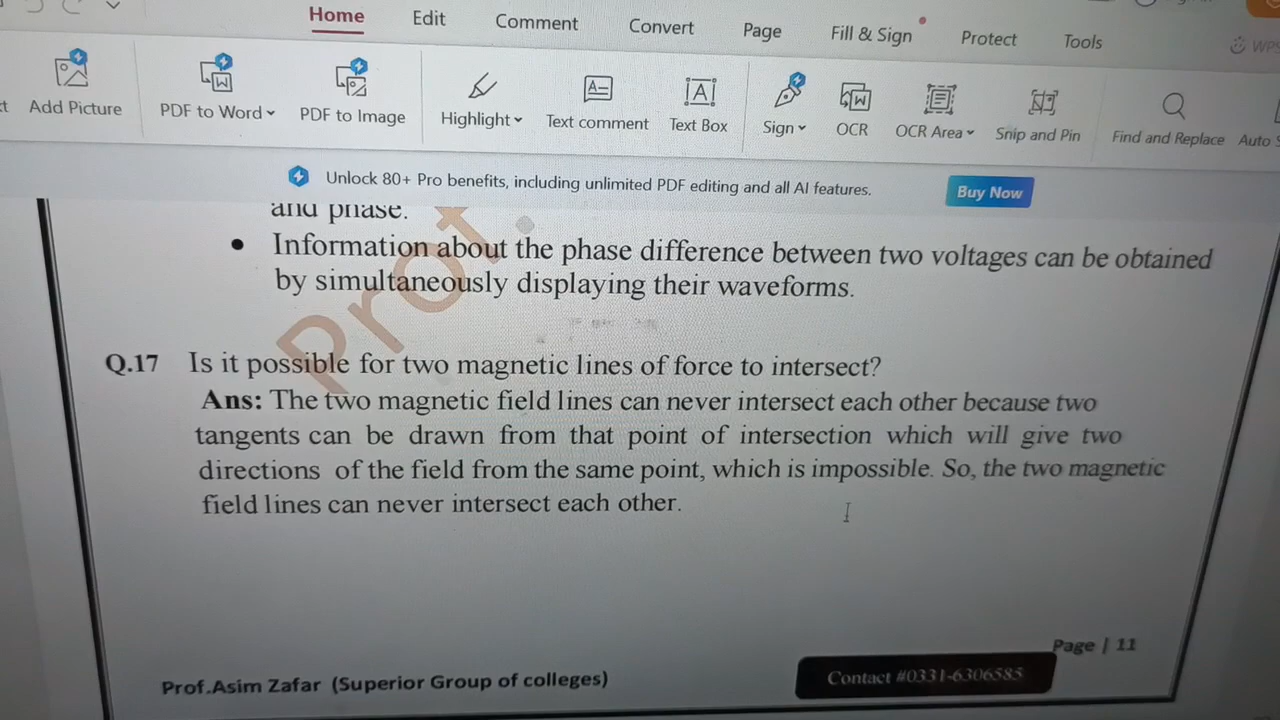 Home Edit Comment Convert Page Fill & Sign Protect Tools
WPS
Add Picture PDF to Word PDF to Image Highlight Text comment Text Box Sign OCR OCR Area Snip and Pin Find and Replace Auto
Unlock 80+ Pro benefits, including unlimited PDF editing and all AI features. Buy Now
and phase.
• Information about the phase difference between two voltages can be obtained
by simultaneously displaying their waveforms.
Prof.
Q.17 Is it possible for two magnetic lines of force to intersect?
Ans: The two magnetic field lines can never intersect each other because two
tangents can be drawn from that point of intersection which will give two
directions of the field from the same point, which is impossible. So, the two magnetic
field lines can never intersect each other.
Page | 11
Prof.Asim Zafar (Superior Group of colleges)
Contact #0331-6306585